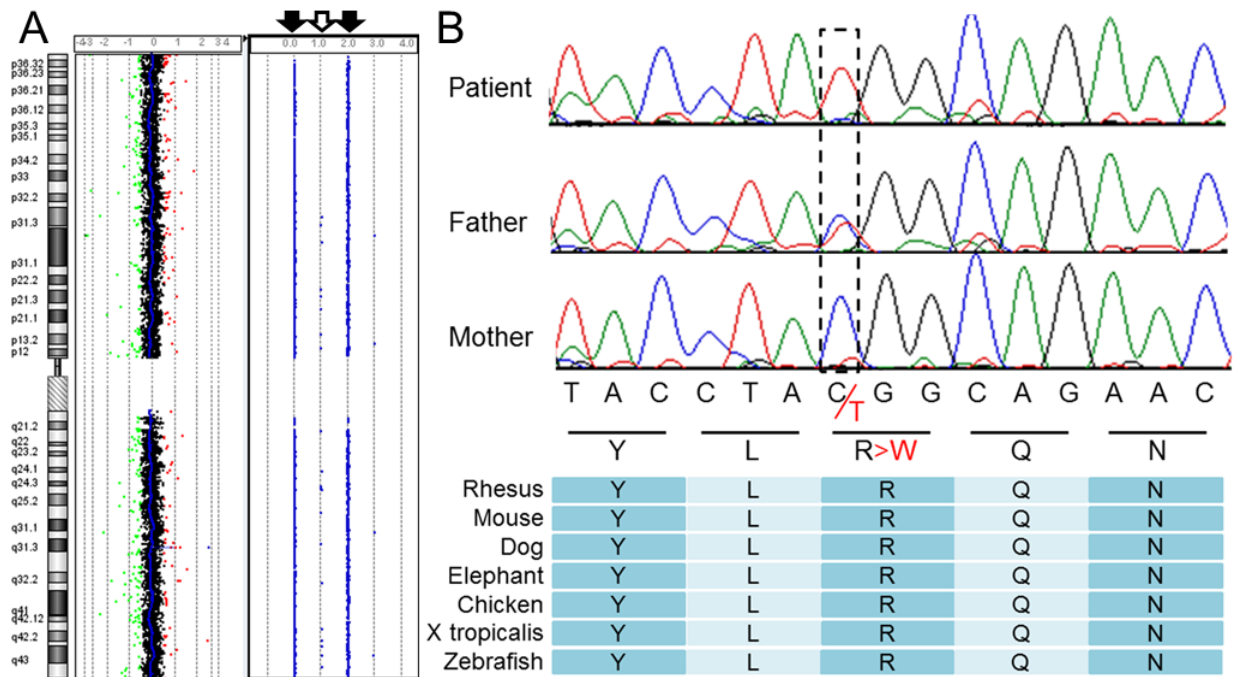 A
-4-3 -2 -1 0 1 2 3 4
0.0 1.0 2.0 3.0 4.0
p36.32
p36.23
p36.21
p36.12
p35.3
p35.1
p34.2
p33
p32.2
p31.3
p31.1
p22.2
p21.3
p21.1
p13.2
p12
q21.2
q22
q23.2
q24.1
q24.3
q25.2
q31.1
q31.3
q32.2
q41
q42.12
q42.2
q43
B
Patient
Father
Mother
T A C C T A C/T G G C A G A A C
Y L R>W Q N
Rhesus Y L R Q N
Mouse Y L R Q N
Dog Y L R Q N
Elephant Y L R Q N
Chicken Y L R Q N
X tropicalis Y L R Q N
Zebrafish Y L R Q N